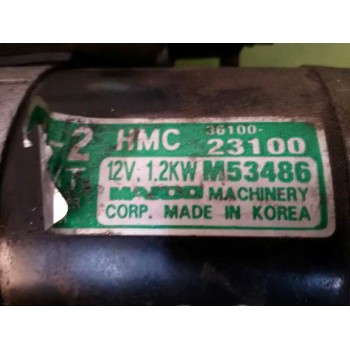 -2 HMC 36100-
23100
T 12V. 1.2KW M53486
MANDO MACHINERY
CORP. MADE IN KOREA